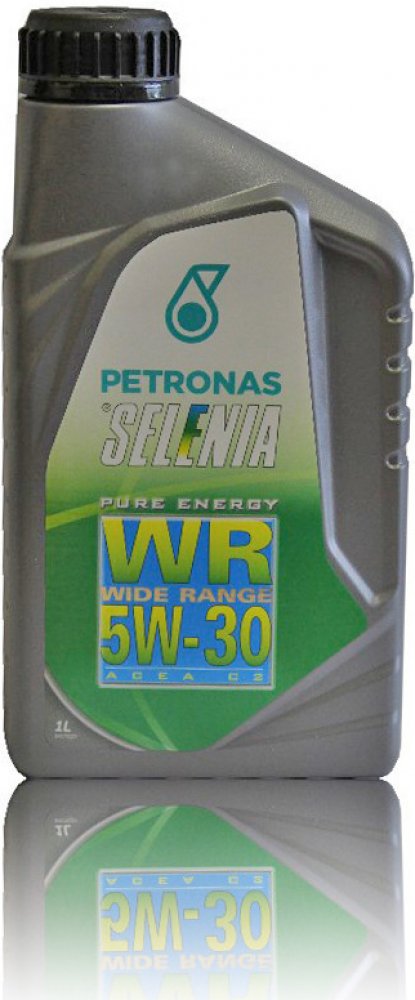 PETRONAS
®SELENIA
PURE ENERGY
WR
WIDE RANGE
5W-30
ACEA C2
1L